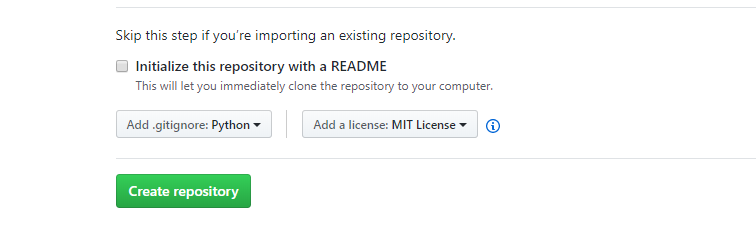 Skip this step if you're importing an existing repository.
Initialize this repository with a README
This will let you immediately clone the repository to your computer.
Add .gitignore: Python
Add a license: MIT License
Create repository